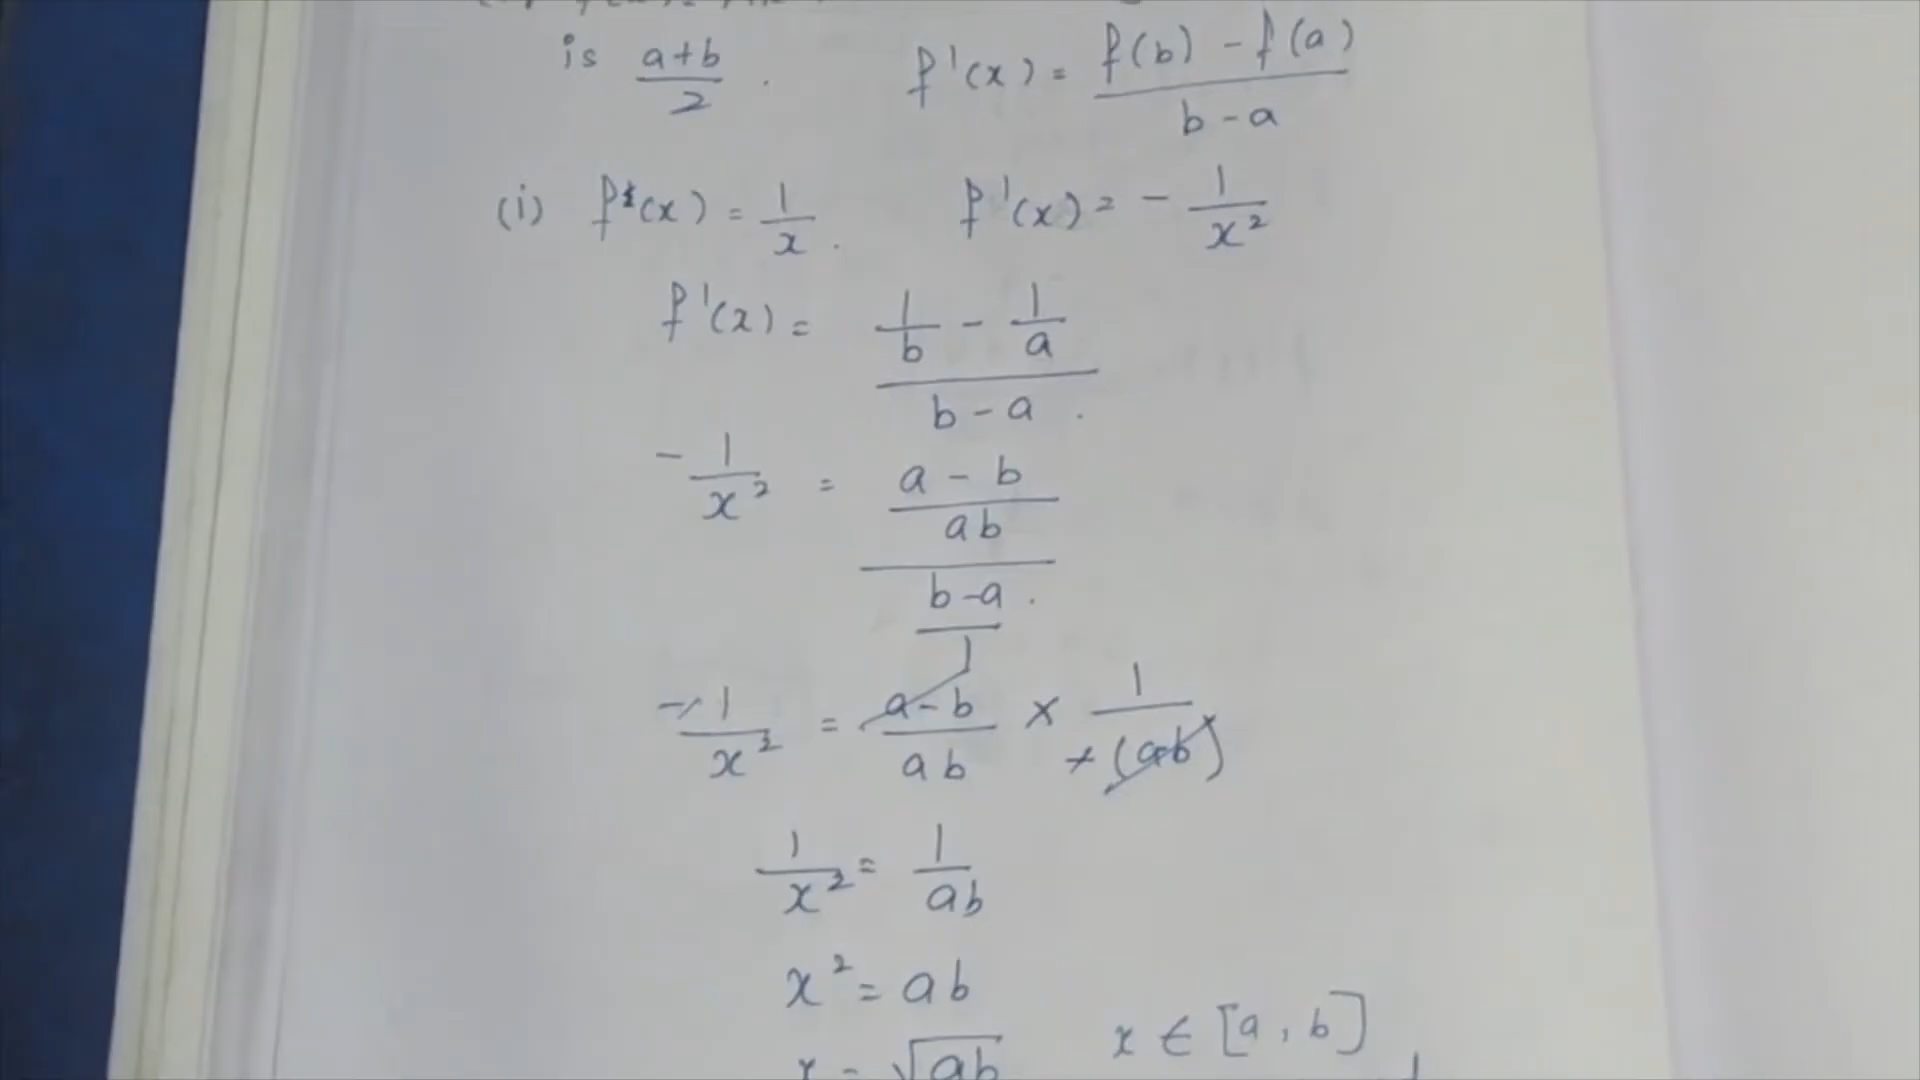 is a+b/2 . f'(x) = f(b) - f(a) / b - a
(i) f(x) = 1/x . f'(x) = - 1/x²
f'(x) = 1/b - 1/a / b - a .
- 1/x² = a - b / ab / b - a .
- 1/x² = a - b / ab × 1 / + (a-b) 1
1/x² = 1/ab
x² = ab
x = √ab x ∈ [a, b]